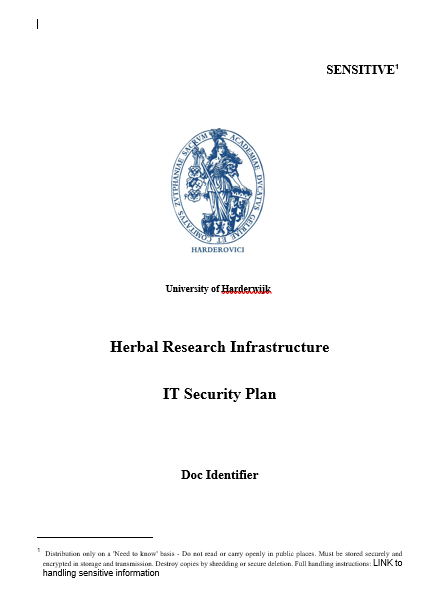 SENSITIVE¹
SIGILLVM SACRVM ACADEMIAE DVCATVS GELRIAE ET COMITATVS ZVTPHANIAE
HARDEROVICI
University of Harderwijk
Herbal Research Infrastructure
IT Security Plan
Doc Identifier
1 Distribution only on a 'Need to know' basis - Do not read or carry openly in public places. Must be stored securely and
encrypted in storage and transmission. Destroy copies by shredding or secure deletion. Full handling instructions: LINK to
handling sensitive information